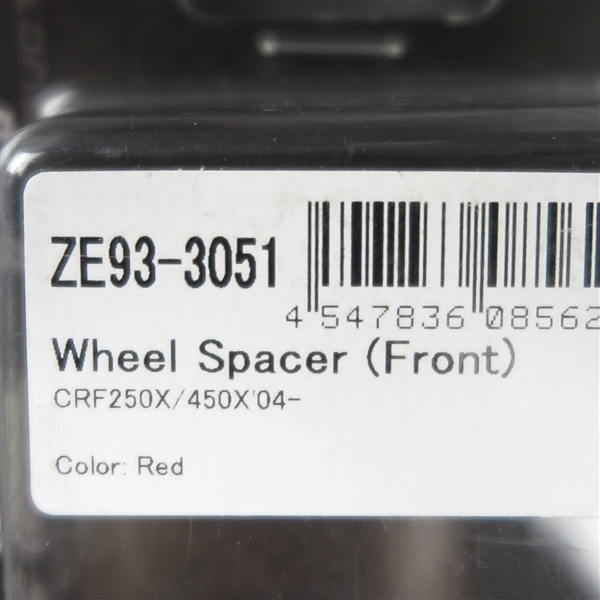 ZE93-3051
4 547836 08562
Wheel Spacer (Front)
CRF250X/450X'04-
Color: Red